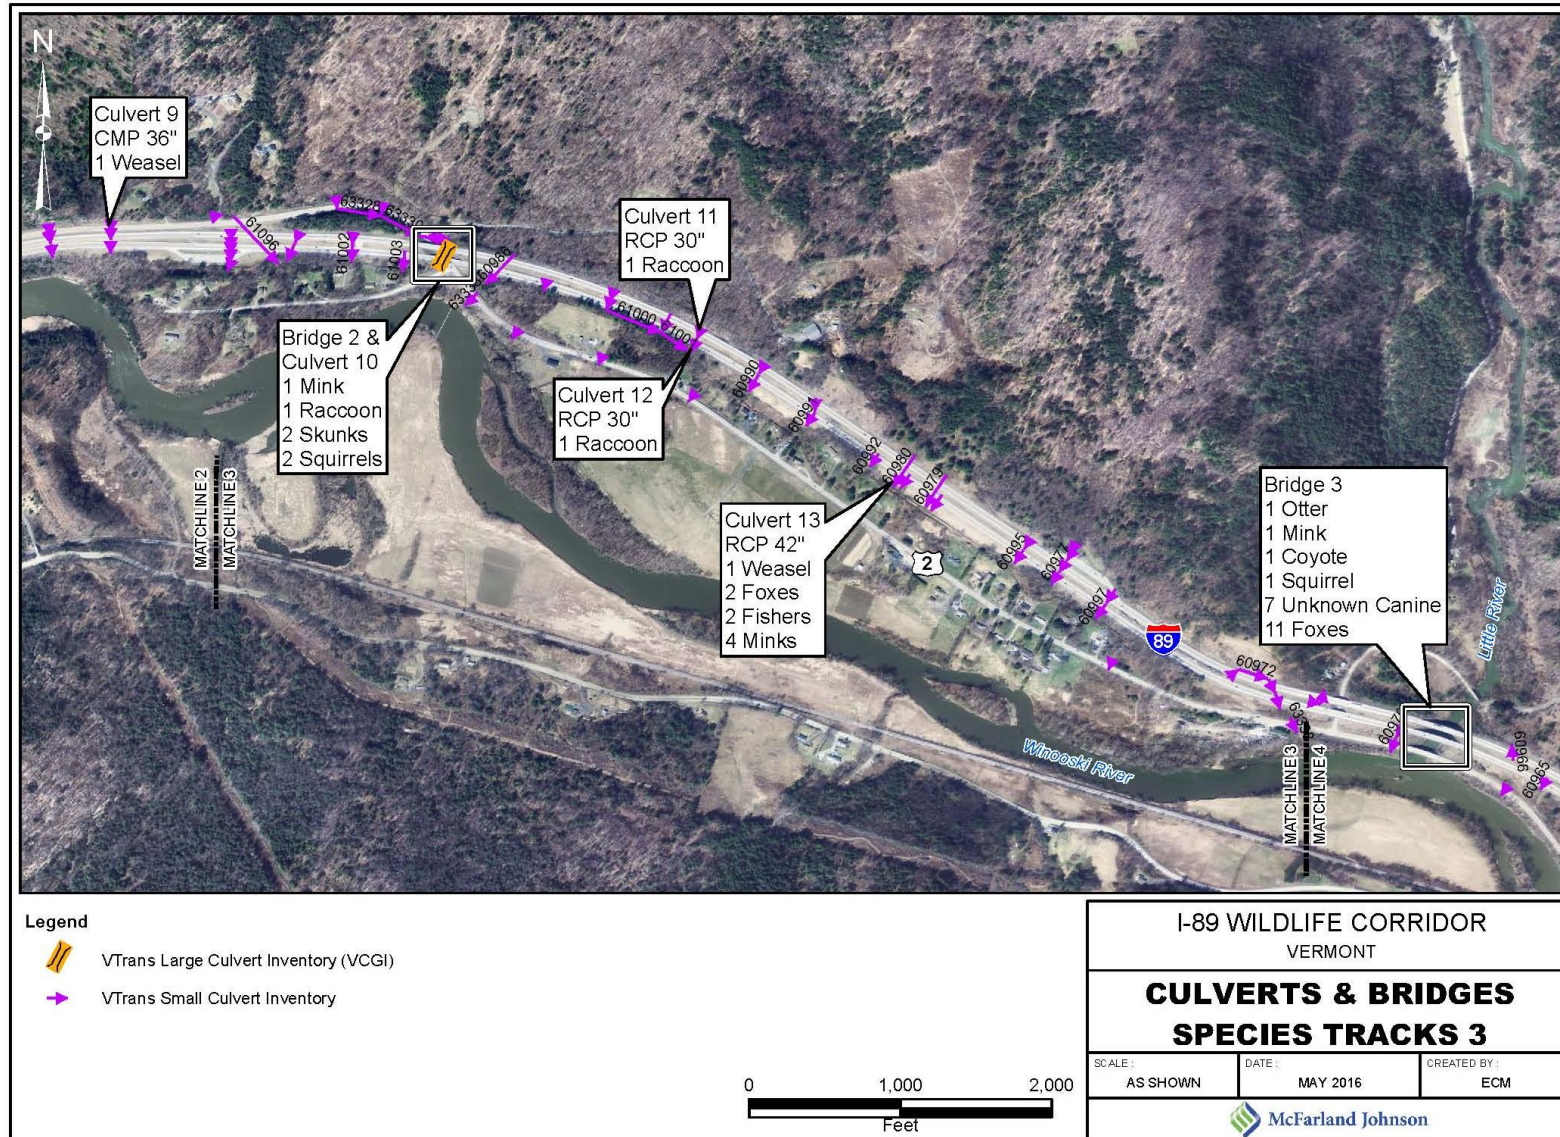 N
Culvert 9
CMP 36"
1 Weasel
Culvert 11
RCP 30"
1 Raccoon
Bridge 2 &
Culvert 10
1 Mink
1 Raccoon
2 Skunks
2 Squirrels
Culvert 12
RCP 30"
1 Raccoon
Culvert 13
RCP 42"
1 Weasel
2 Foxes
2 Fishers
4 Minks
Bridge 3
1 Otter
1 Mink
1 Coyote
1 Squirrel
7 Unknown Canine
11 Foxes
61096
63328
63330
61002
61003
60986
61000
60990
60991
60992
60980
60979
60995
60977
60997
60972
60966
60965
2
89
Little River
Winooski River
MATCHLINE 2
MATCHLINE 3
MATCHLINE 3
MATCHLINE 4
Legend
VTrans Large Culvert Inventory (VCGI)
VTrans Small Culvert Inventory
0 1,000 2,000
Feet
I-89 WILDLIFE CORRIDOR
VERMONT
CULVERTS & BRIDGES
SPECIES TRACKS 3
SCALE : AS SHOWN
DATE : MAY 2016
CREATED BY : ECM
McFarland Johnson